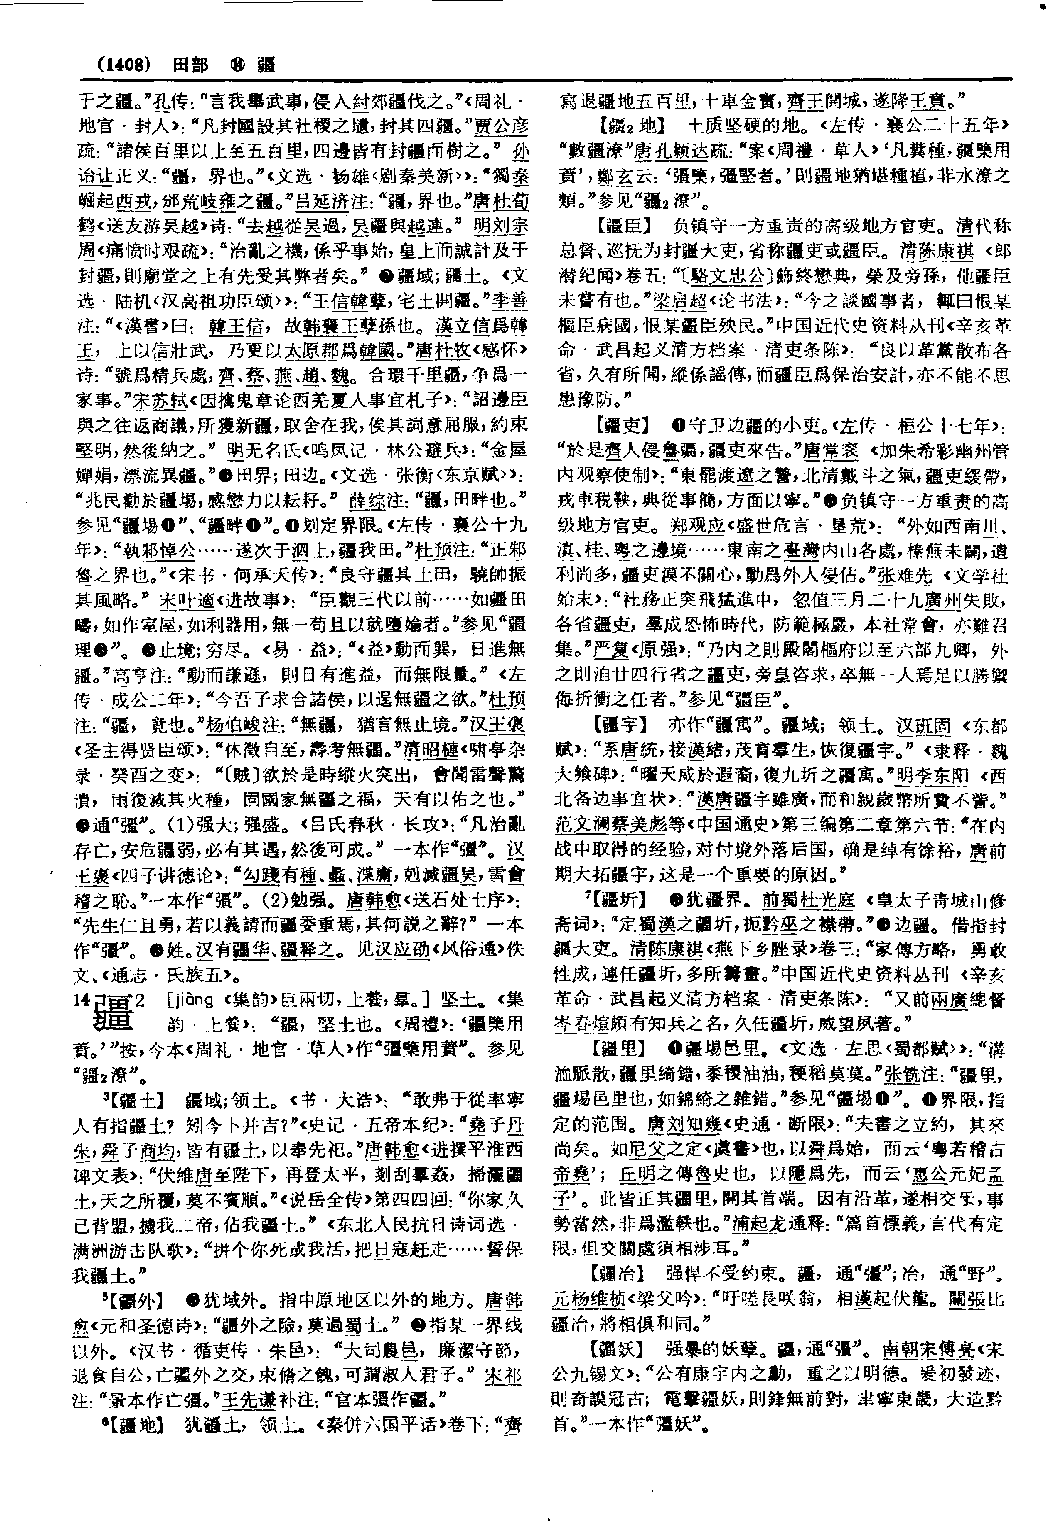 (1408) 田部 ⑭ 疆
于之疆。”孔传：“言我舉武事，侵入紂郊疆伐之。”《周礼·
地官·封人》：“凡封國設其社稷之壝，封其四疆。”贾公彦
疏：“諸侯百里以上至五百里，四邊皆有封疆而樹之。”孙
诒让正义：“疆，界也。”《文选·扬雄〈剧秦美新〉》：“獨秦
崛起西戎，邠荒岐雍之疆。”吕延济注：“疆，界也。”唐杜荀
鹤《送友游吴越》诗：“去越從吴過，吴疆與越連。”明刘宗
周《痛愤时艰疏》：“治亂之機，係乎事始，皇上而誠計及于
封疆，則廟堂之上有先受其弊者矣。”❷疆域；疆土。《文
选·陆机〈汉高祖功臣颂〉》：“王信韓孽，宅土開疆。”李善
注：“《漢書》曰：韓王信，故韩襄王孽孫也。漢立信爲韓
王，上以信壯武，乃更以太原郡爲韓國。”唐杜牧《感怀》
诗：“號爲精兵處，齊、蔡、燕、趙、魏。合環千里疆，争爲一
家事。”宋苏轼《因擒鬼章论西羌夏人事宜札子》：“詔邊臣
與之往返商議，所獲新疆，取舍在我，俟其詞意屈服，約束
堅明，然後納之。”明无名氏《鸣凤记·林公避兵》：“金屋
嬋娟，漂流異疆。”❸田界；田边。《文选·张衡〈东京赋〉》：
“兆民勸於疆埸，感懋力以耘耔。”薛综注：“疆，田畔也。”
参见“疆埸❶”、“疆畔❶”。❹划定界限。《左传·襄公十九
年》：“執邾悼公……遂次于泗上，疆我田。”杜预注：“正邾
魯之界也。”《宋书·何承天传》：“良守疆其土田，驍帥振
其風略。”宋叶適《进故事》：“臣觀三代以前……如疆田
疇，如作室屋，如利器用，無一苟且以就墮媮者。”参见“疆
理❶”。❺止境；穷尽。《易·益》：“《益》動而巽，日進無
疆。”高亨注：“動而謙遜，則日有進益，而無限量。”《左
传·成公二年》：“今吾子求合諸侯，以逞無疆之欲。”杜预
注：“疆，竟也。”杨伯峻注：“無疆，猶言無止境。”汉王褒
《圣主得贤臣颂》：“休徵自至，壽考無疆。”清昭槤《啸亭杂
录·癸酉之变》：“〔賊〕欲於是時縱火突出，會聞雷聲驚
潰，雨復滅其火種，固國家無疆之福，天有以佑之也。”
❻通“彊”。(1)强大；强盛。《吕氏春秋·长攻》：“凡治亂
存亡，安危疆弱，必有其遇，然後可成。”一本作“彊”。汉
王褒《四子讲德论》：“勾踐有種、蠡、渫庸，剋滅疆吴，雪會
稽之恥。”一本作“彊”。(2)勉强。唐韩愈《送石处士序》：
“先生仁且勇，若以義請而疆委重焉，其何説之辭？”一本
作“彊”。❼姓。汉有疆华、疆释之。见汉应劭《风俗通》佚
文、《通志·氏族五》。
14疆2 [jiàng《集韵》巨兩切，上養，羣。] 坚土。《集
韵·上養》：“疆，堅土也。《周禮》：‘疆㯺用
蕡。’”按，今本《周礼·地官·草人》作“彊㯺用蕡”。参见
“疆2潦”。
³【疆土】 疆域；领土。《书·大诰》：“敢弗于從率寧
人有指疆土？矧今卜并吉？”《史记·五帝本纪》：“堯子丹
朱，舜子商均，皆有疆土，以奉先祀。”唐韩愈《进撰平淮西
碑文表》：“伏維唐至陛下，再登太平，剗刮羣姦，掃灑疆
土，天之所覆，莫不賓順。”《说岳全传》第四四回：“你家久
已背盟，擄我二帝，佔我疆土。”《东北人民抗日诗词选·
满洲游击队歌》：“拼个你死或我活，把日寇赶走……誓保
我疆土。”
⁵【疆外】 ❶犹域外。指中原地区以外的地方。唐韩
愈《元和圣德诗》：“疆外之險，莫過蜀土。”❷指某一界线
以外。《汉书·循吏传·朱邑》：“大司農邑，廉潔守節，
退食自公，亡疆外之交，束脩之餽，可謂淑人君子。”宋祁
注：“景本作亡彊。”王先谦补注：“官本疆作彊。”
⁶【疆地】 犹疆土，领土。《秦併六国平话》卷下：“齊
寫退疆地五百里，十車金寶，齊王開城，遂降王賁。”
【疆2地】 土质坚硬的地。《左传·襄公二十五年》
“數疆潦”唐孔颖达疏：“案《周禮·草人》‘凡糞種，疆㯺用
蕡’，鄭玄云：‘彊㯺，彊堅者。’則疆地猶堪種植，非水潦之
類。”参见“疆2潦”。
【疆臣】 负镇守一方重责的高级地方官吏。清代称
总督、巡抚为封疆大吏，省称疆吏或疆臣。清陈康祺《郎
潜纪闻》卷五：“〔駱文忠公〕飾終懋典，榮及旁孫，他疆臣
未嘗有也。”梁启超《论书法》：“今之談國事者，輒曰恨某
樞臣病國，恨某疆臣殃民。”中国近代史资料丛刊《辛亥革
命·武昌起义清方档案·清吏条陈》：“良以革黨散布各
省，久有所聞，縱係謡傳，而疆臣爲保治安計，亦不能不思
患豫防。”
【疆吏】 ❶守卫边疆的小吏。《左传·桓公十七年》：
“於是齊人侵魯疆，疆吏來告。”唐常衮《加朱希彩幽州管
内观察使制》：“東罷渡遼之警，北清戴斗之氣，疆吏緩帶，
戎車税鞅，典從事簡，方面以寧。”❷负镇守一方重责的高
级地方官吏。郑观应《盛世危言·垦荒》：“外如西南川、
滇、桂、粤之邊境……東南之臺灣内山各處，榛蕪未闢，遺
利尚多，疆吏漠不關心，動爲外人侵佔。”张难先《文学社
始末》：“社務正突飛猛進中，忽值三月二十九廣州失敗，
各省疆吏，羣成恐怖時代，防範極嚴，本社常會，亦難召
集。”严复《原强》：“乃内之則殿閣樞府以至六部九卿，外
之則洎廿四行省之疆吏，旁皇咨求，卒無一人焉足以勝禦
侮折衝之任者。”参见“疆臣”。
【疆宇】 亦作“疆寓”。疆域；领土。汉班固《东都
赋》：“系唐统，接漢緒，茂育羣生，恢復疆宇。”《隶释·魏
大飨碑》：“曜天威於遐裔，復九圻之疆寓。”明李东阳《西
北备边事宜状》：“漢唐疆宇雖廣，而和親歲幣所費不貲。”
范文澜蔡美彪等《中国通史》第三编第二章第六节：“在内
战中取得的经验，对付境外落后国，确是绰有馀裕，唐前
期大拓疆宇，这是一个重要的原因。”
⁷【疆圻】 ❶犹疆界。前蜀杜光庭《皇太子青城山修
斋词》：“定蜀漢之疆圻，扼黔巫之襟帶。”❷边疆。借指封
疆大吏。清陈康祺《燕下乡脞录》卷三：“家傳方略，勇敢
性成，連任疆圻，多所籌畫。”中国近代史资料丛刊《辛亥
革命·武昌起义清方档案·清吏条陈》：“又前兩廣總督
岑春煊頗有知兵之名，久任疆圻，威望夙著。”
【疆里】 ❶疆埸邑里。《文选·左思〈蜀都赋〉》：“溝
洫脈散，疆里綺錯，黍稷油油，稉稻莫莫。”张铣注：“疆里，
疆埸邑里也，如錦綺之雜錯。”参见“疆埸❶”。❷界限，指
定的范围。唐刘知幾《史通·断限》：“夫書之立約，其來
尚矣。如尼父之定《虞書》也，以舜爲始，而云‘粤若稽古
帝堯’；丘明之傳魯史也，以隱爲先，而云‘惠公元妃孟
子’。此皆正其疆里，開其首端。因有沿革，遂相交互，事
勢當然，非爲濫軼也。”浦起龙通释：“篇首標義，言代有定
限，但交關處須相涉耳。”
【疆冶】 强悍不受约束。疆，通“彊”；冶，通“野”。
元杨维桢《梁父吟》：“吁嗟長嘆翁，相漢起伏龍。關張比
疆冶，將相俱和同。”
【疆妖】 强暴的妖孽。疆，通“彊”。南朝宋傅亮《宋
公九锡文》：“公有康宇内之勳，重之以明德。爰初發迹，
則奇謨冠古；電擊疆妖，則鋒無前對，聿寧東畿，大造黔
首。”一本作“彊妖”。